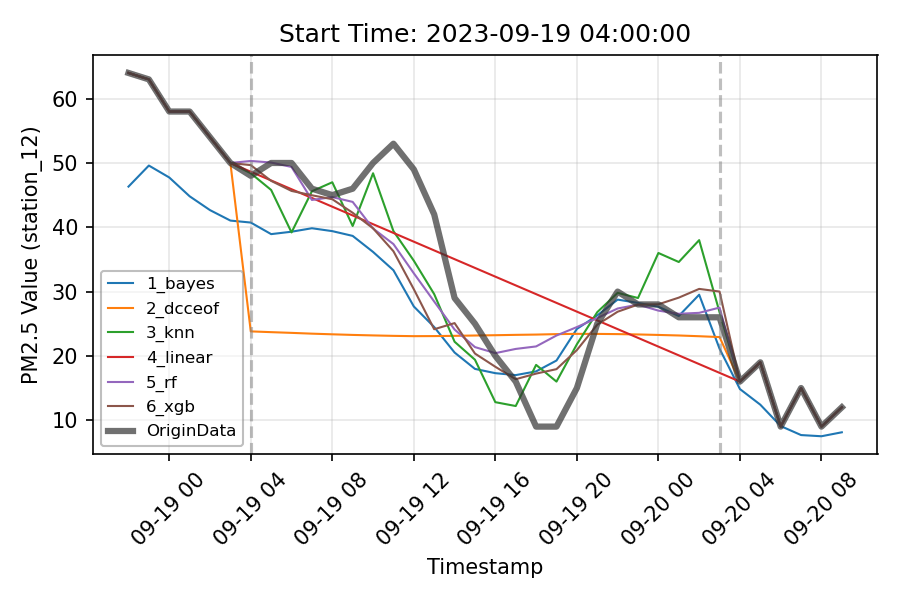 Start Time: 2023-09-19 04:00:00
PM2.5 Value (station_12)
60
50
40
30
20
10
1_bayes
2_dcceof
3_knn
4_linear
5_rf
6_xgb
OriginData
09-19 00
09-19 04
09-19 08
09-19 12
09-19 16
09-19 20
09-20 00
09-20 04
09-20 08
Timestamp